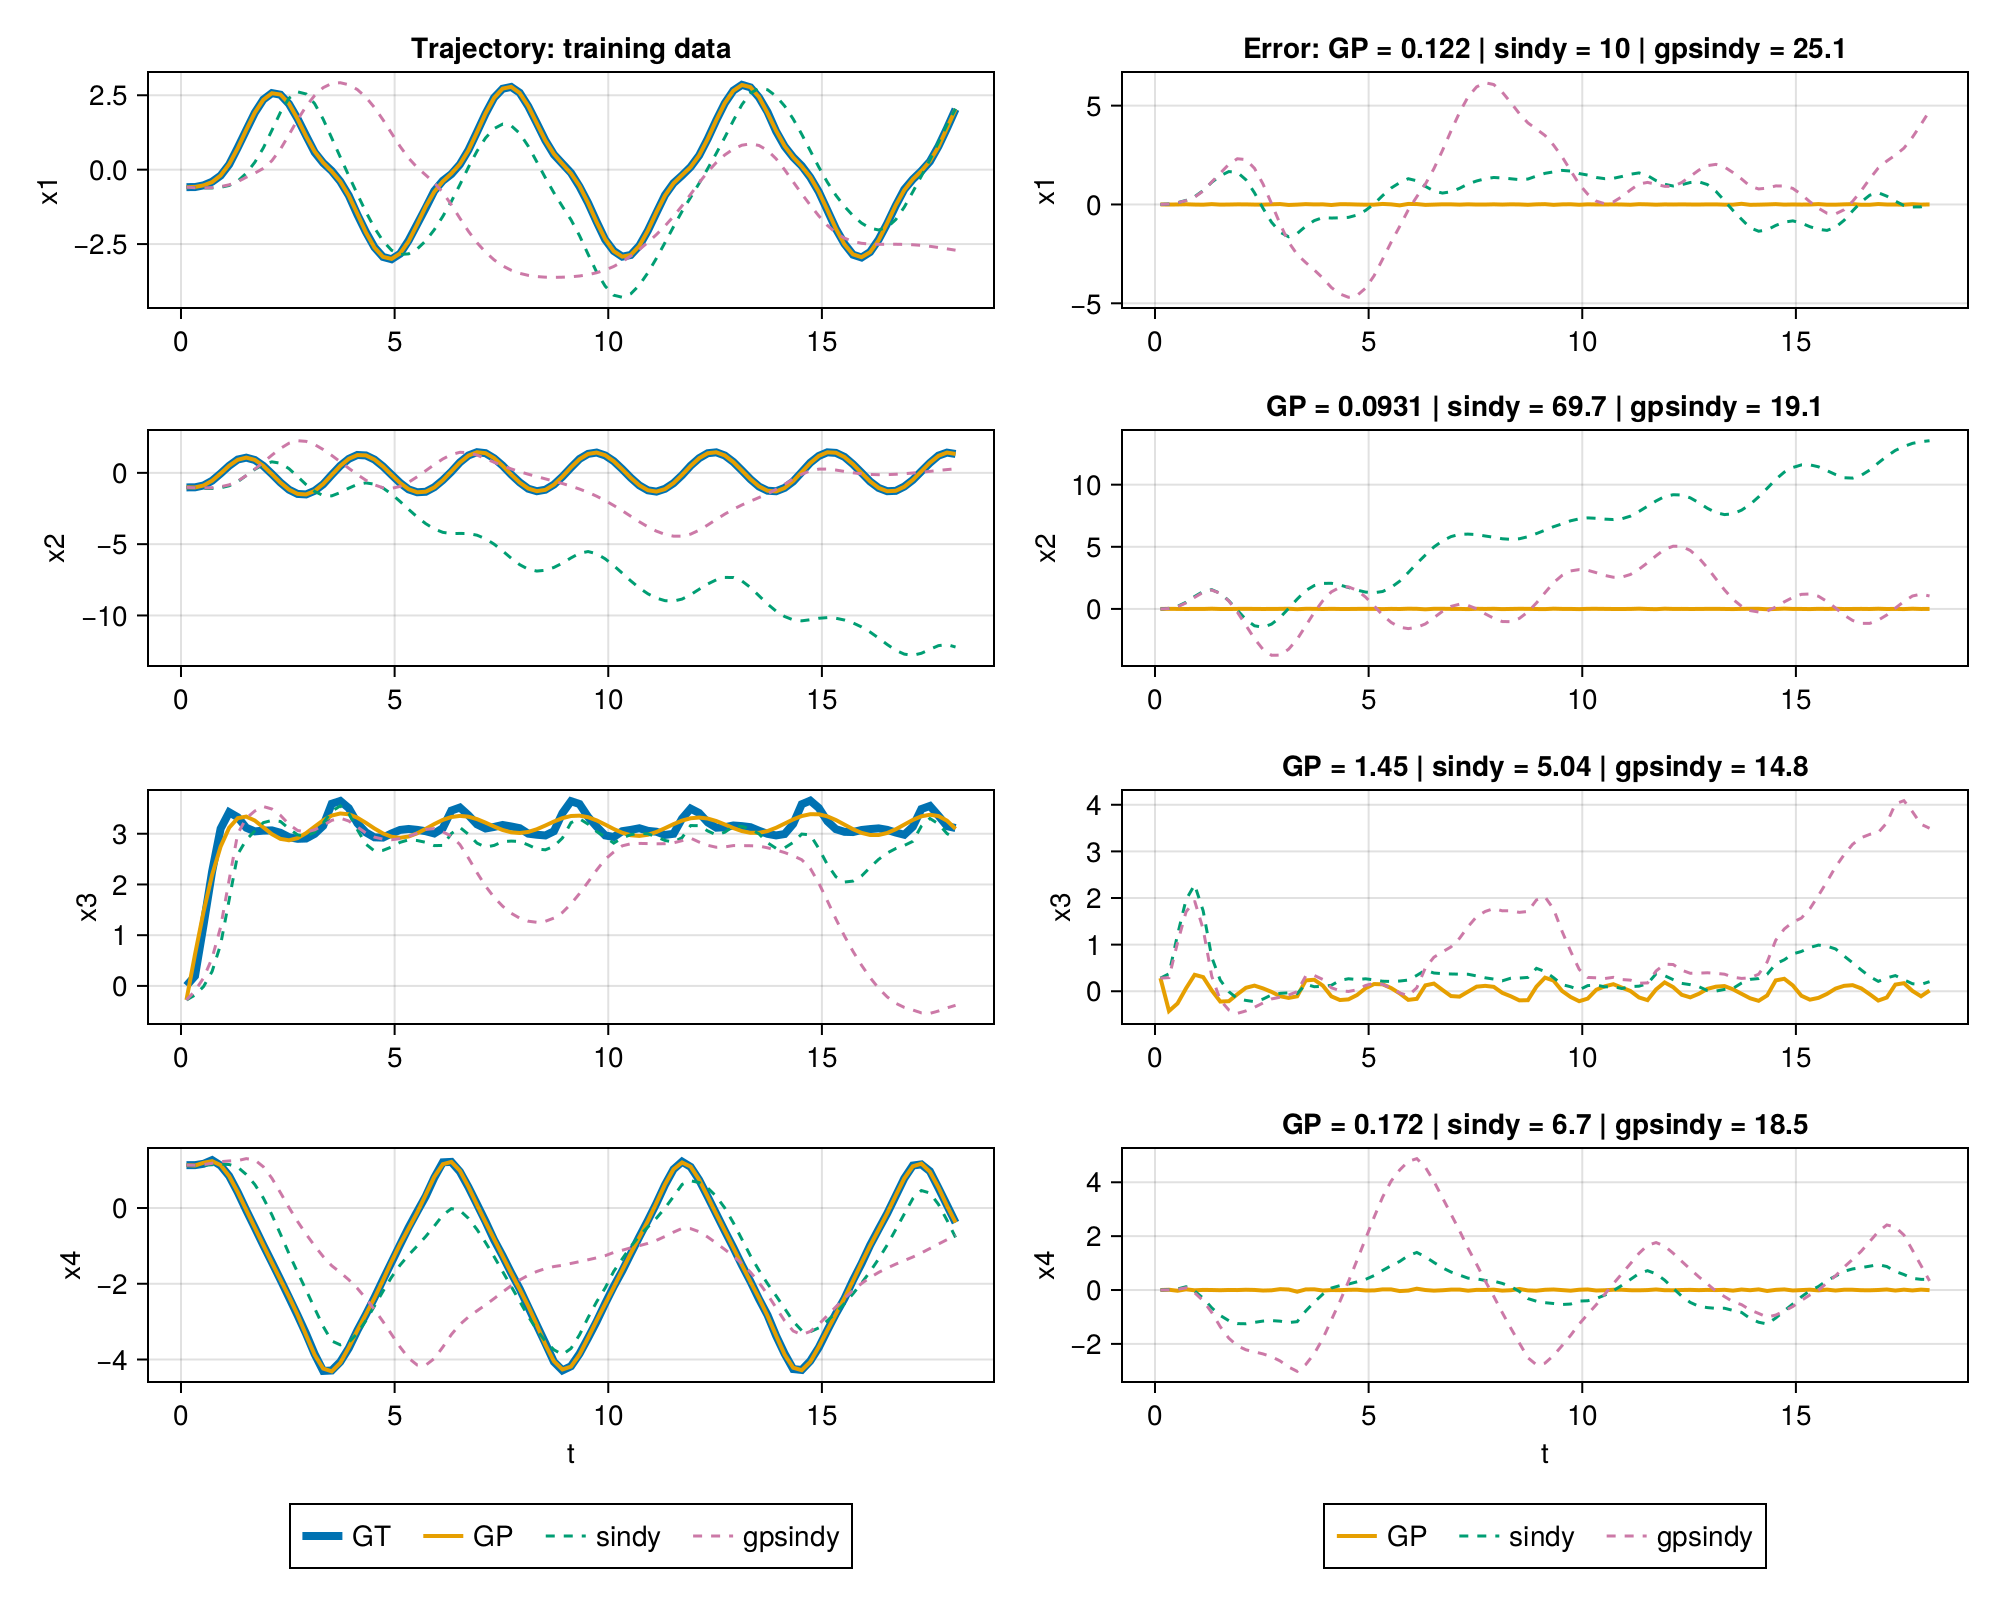 Trajectory: training data
Error: GP = 0.122 | sindy = 10 | gpsindy = 25.1
x1
2.5
0.0
−2.5
0 5 10 15
x1
5
0
−5
0 5 10 15
GP = 0.0931 | sindy = 69.7 | gpsindy = 19.1
x2
0
−5
−10
0 5 10 15
x2
10
5
0
0 5 10 15
GP = 1.45 | sindy = 5.04 | gpsindy = 14.8
x3
3
2
1
0
0 5 10 15
x3
4
3
2
1
0
0 5 10 15
GP = 0.172 | sindy = 6.7 | gpsindy = 18.5
x4
0
−2
−4
0 5 10 15
t
x4
4
2
0
−2
0 5 10 15
t
GT GP sindy gpsindy
GP sindy gpsindy